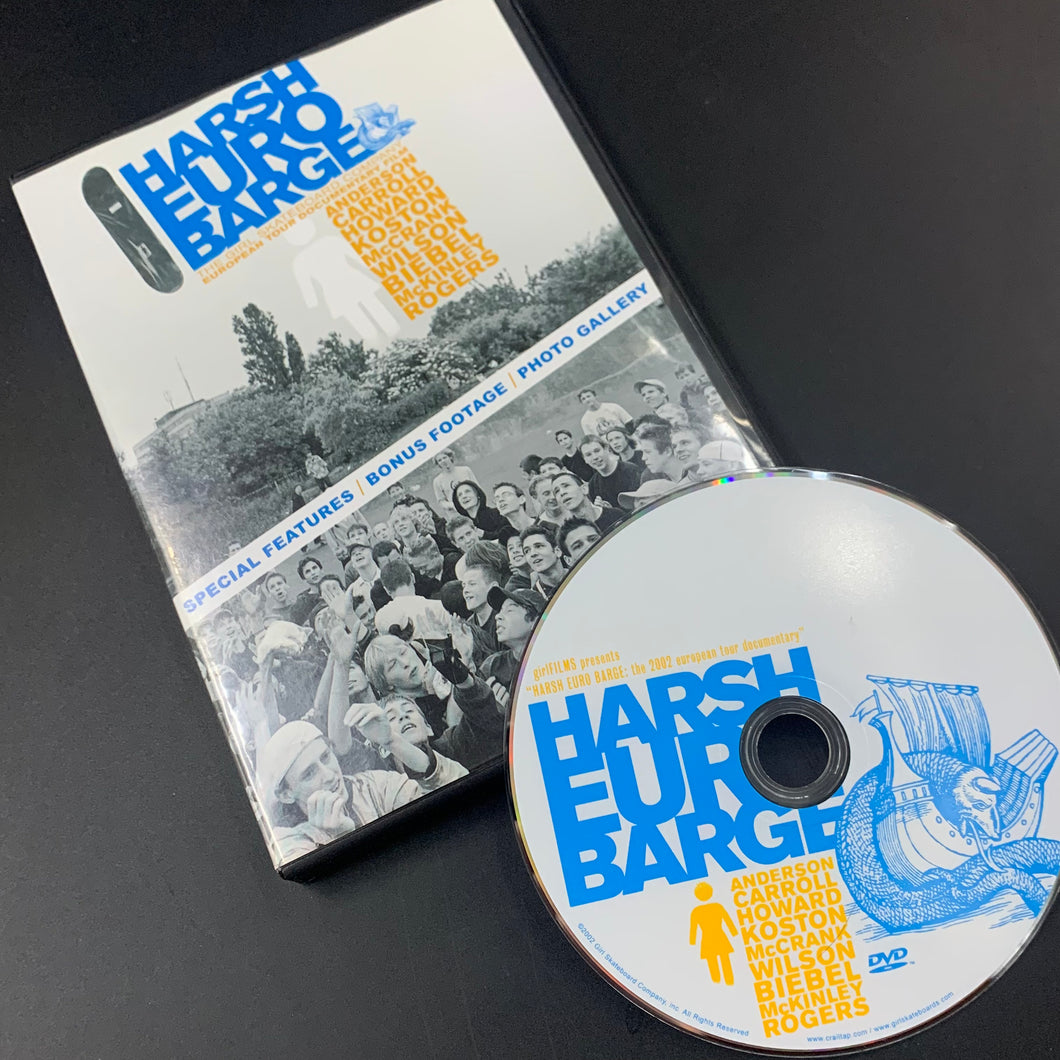 HARSH
EURO
BARGE
THE GIRL SKATEBOARD COMPANY
EUROPEAN TOUR DOCUMENTARY FILM
ANDERSON
CARROLL
HOWARD
KOSTON
McCRANK
WILSON
BIEBEL
McKINLEY
ROGERS
SPECIAL FEATURES / BONUS FOOTAGE / PHOTO GALLERY
girlFILMS presents
"HARSH EURO BARGE: the 2002 european tour documentary"
HARSH
EURO
BARGE
ANDERSON
CARROLL
HOWARD
KOSTON
McCRANK
WILSON
BIEBEL
McKINLEY
ROGERS
DVD
©2002 Girl Skateboard Company, inc. All Rights Reserved
www.crailtap.com / www.girlskateboards.com